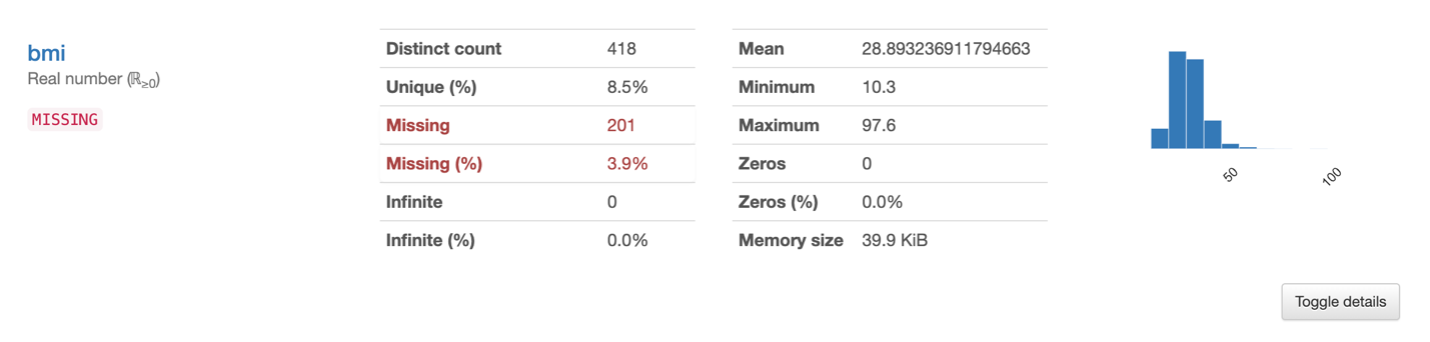 bmi
Real number (ℝ≥0)
MISSING
Distinct count 418
Unique (%) 8.5%
Missing 201
Missing (%) 3.9%
Infinite 0
Infinite (%) 0.0%
Mean 28.893236911794663
Minimum 10.3
Maximum 97.6
Zeros 0
Zeros (%) 0.0%
Memory size 39.9 KiB
50 100
Toggle details